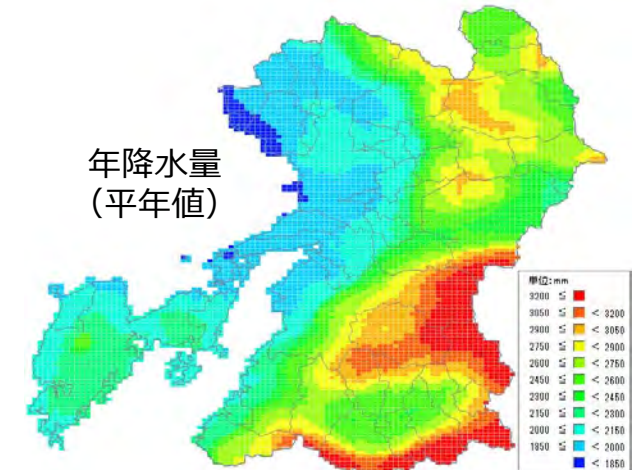 年降水量
（平年値）
単位:mm
3200 ≦
3050 ≦ < 3200
2900 ≦ < 3050
2750 ≦ < 2900
2600 ≦ < 2750
2450 ≦ < 2600
2300 ≦ < 2450
2150 ≦ < 2300
2000 ≦ < 2150
1850 ≦ < 2000
< 1850